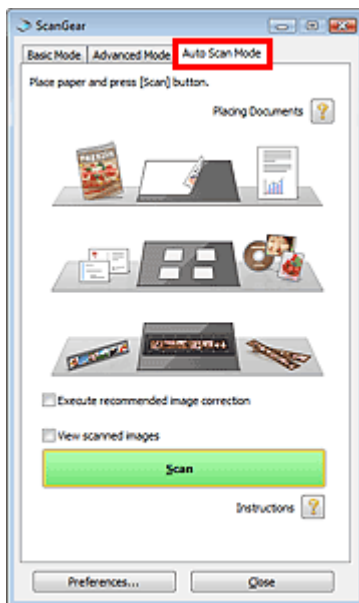 ScanGear
Basic Mode Advanced Mode Auto Scan Mode
Place paper and press [Scan] button.
Placing Documents
Execute recommended image correction
View scanned images
Scan
Instructions
Preferences... Close